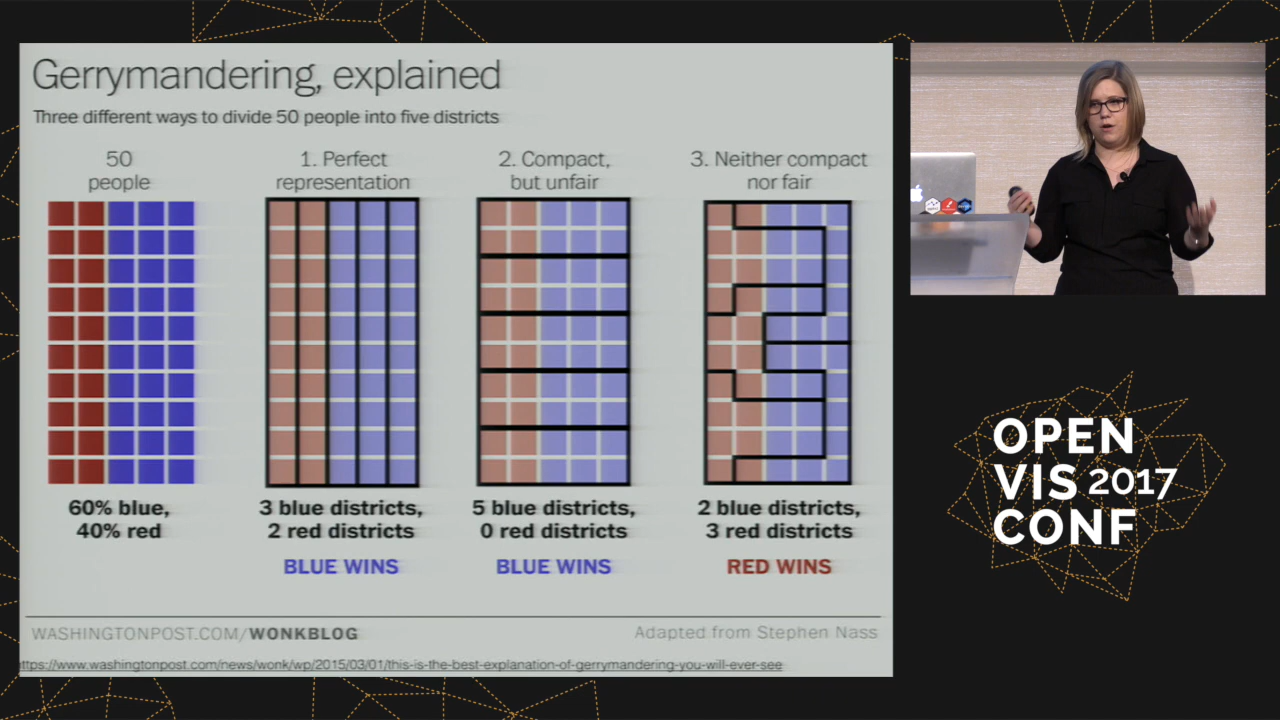 Gerrymandering, explained
Three different ways to divide 50 people into five districts
50
people
1. Perfect
representation
2. Compact,
but unfair
3. Neither compact
nor fair
60% blue,
40% red
3 blue districts,
2 red districts
BLUE WINS
5 blue districts,
0 red districts
BLUE WINS
2 blue districts,
3 red districts
RED WINS
WASHINGTONPOST.COM/WONKBLOG
Adapted from Stephen Nass
ttps://www.washingtonpost.com/news/wonk/wp/2015/03/01/this-is-the-best-explanation-of-gerrymandering-you-will-ever-see
OPEN
VIS 2017
CONF